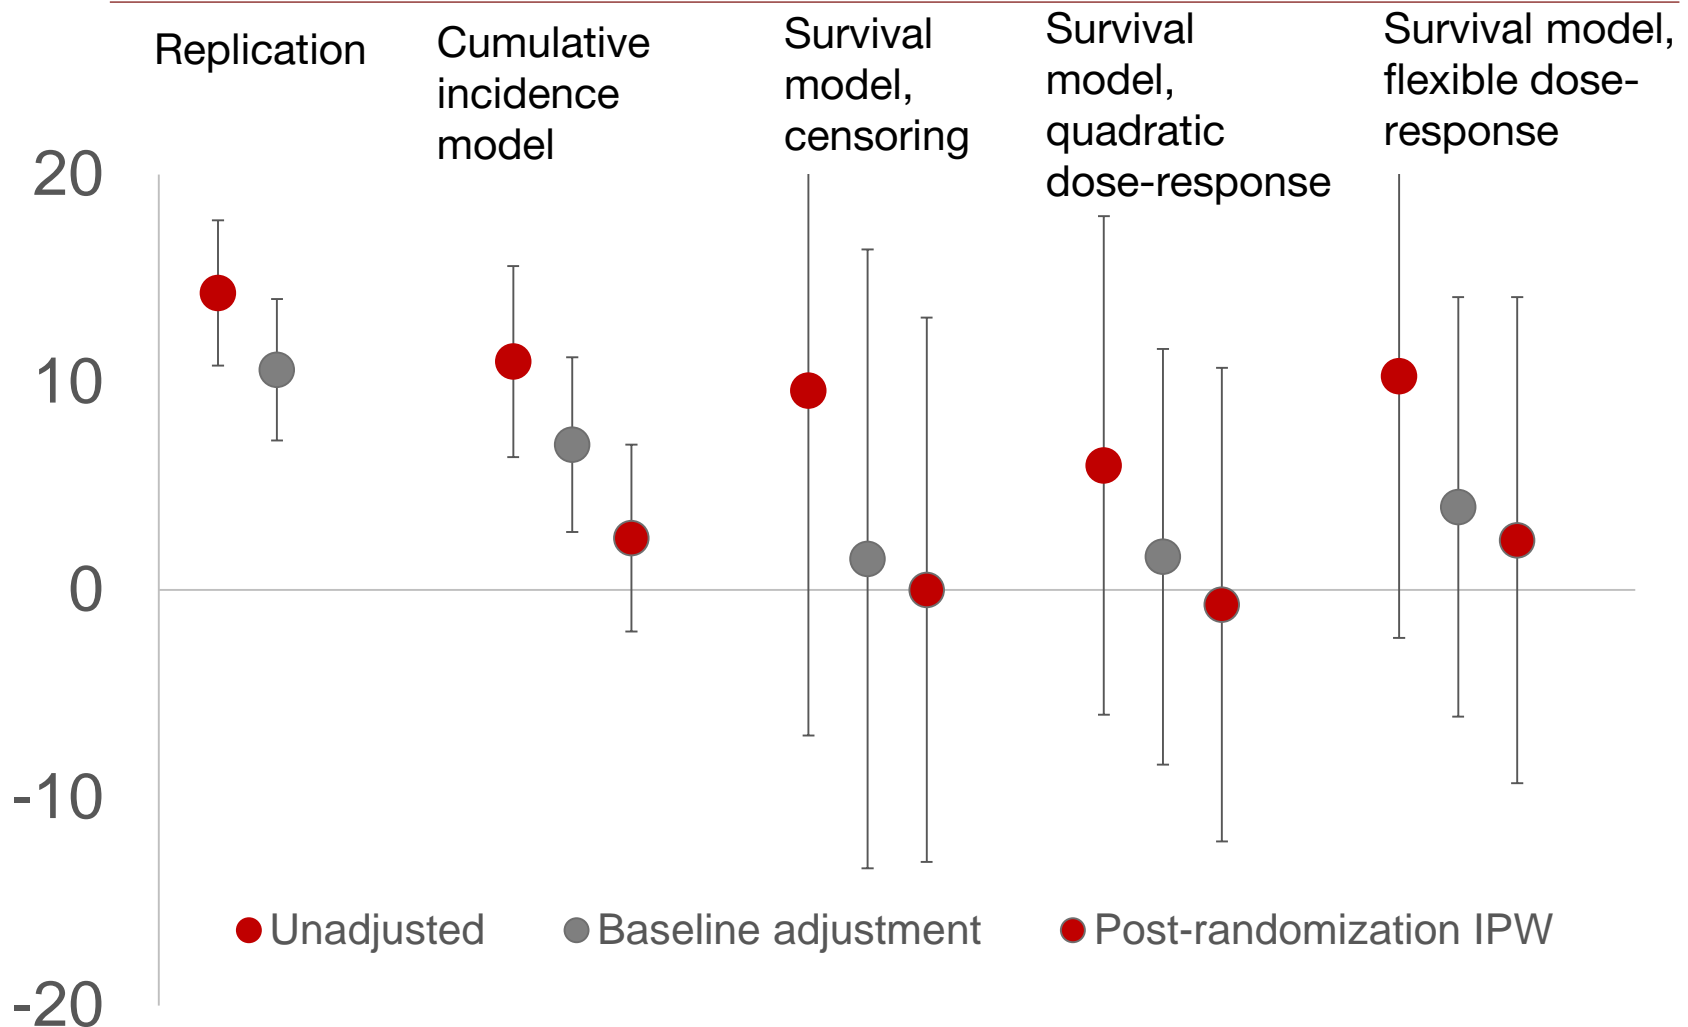 Replication
Cumulative
incidence
model
Survival
model,
censoring
Survival
model,
quadratic
dose-response
Survival model,
flexible dose-
response
20
10
0
-10
-20
Unadjusted
Baseline adjustment
Post-randomization IPW